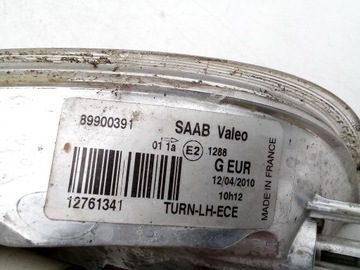 89900391 SAAB Valeo
01 1a E2 1288
G EUR
12/04/2010
10h12
12761341 TURN-LH-ECE
MADE IN FRANCE